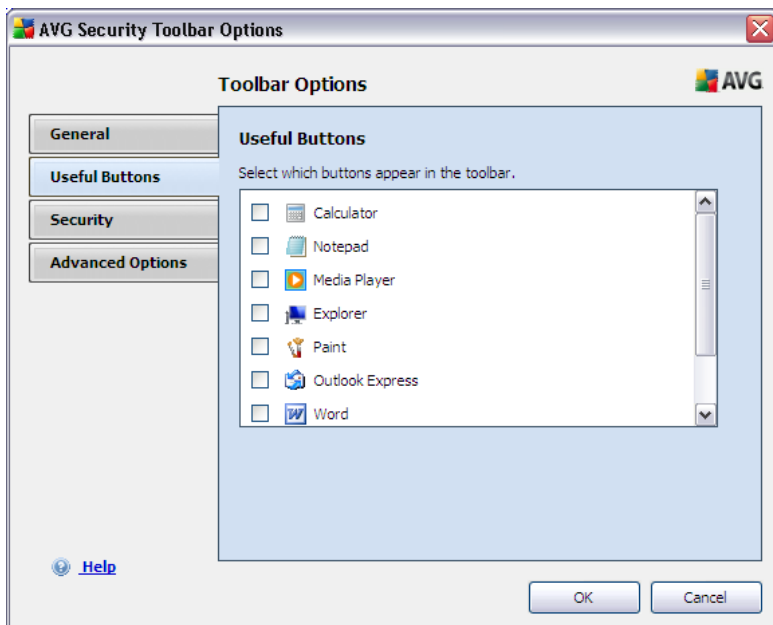 AVG Security Toolbar Options
Toolbar Options
AVG
General
Useful Buttons
Security
Advanced Options
Useful Buttons
Select which buttons appear in the toolbar.
Calculator
Notepad
Media Player
Explorer
Paint
Outlook Express
W Word
Help
OK
Cancel